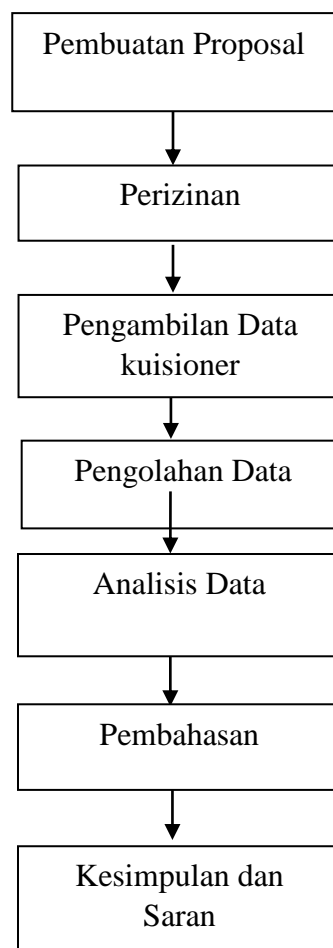 Pembuatan Proposal
Perizinan
Pengambilan Data
kuisioner
Pengolahan Data
Analisis Data
Pembahasan
Kesimpulan dan
Saran